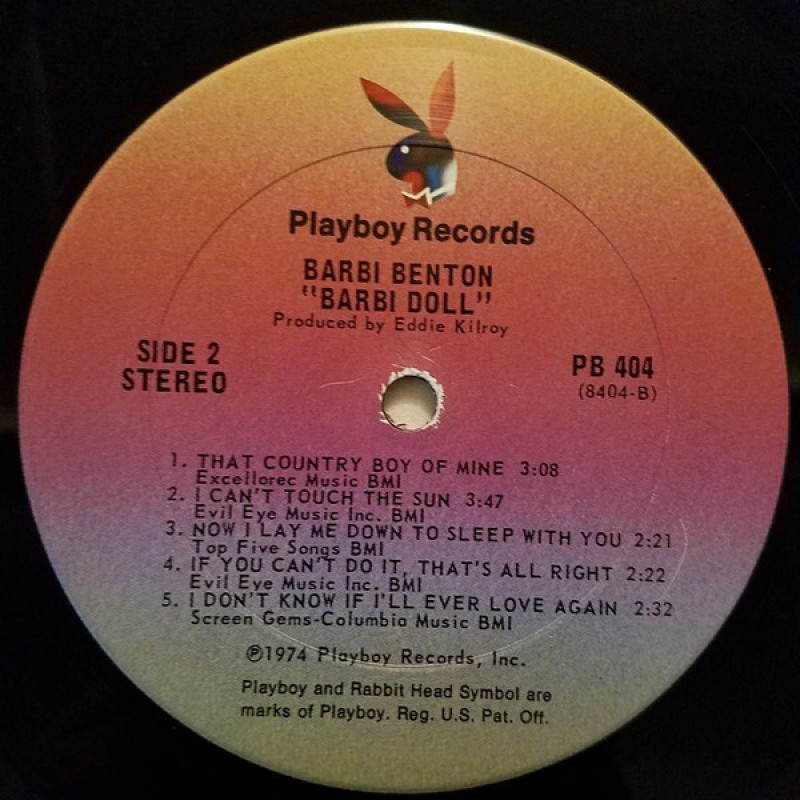 Playboy Records
BARBI BENTON
"BARBI DOLL"
Produced by Eddie Kilroy
SIDE 2
STEREO
PB 404
(8404-B)
1. THAT COUNTRY BOY OF MINE 3:08
Excellorec Music BMI
2. I CAN'T TOUCH THE SUN 3:47
Evil Eye Music Inc. BMI
3. NOW I LAY ME DOWN TO SLEEP WITH YOU 2:21
Top Five Songs BMI
4. IF YOU CAN'T DO IT, THAT'S ALL RIGHT 2:22
Evil Eye Music Inc. BMI
5. I DON'T KNOW IF I'LL EVER LOVE AGAIN 2:32
Screen Gems-Columbia Music BMI
℗1974 Playboy Records, Inc.
Playboy and Rabbit Head Symbol are
marks of Playboy. Reg. U.S. Pat. Off.